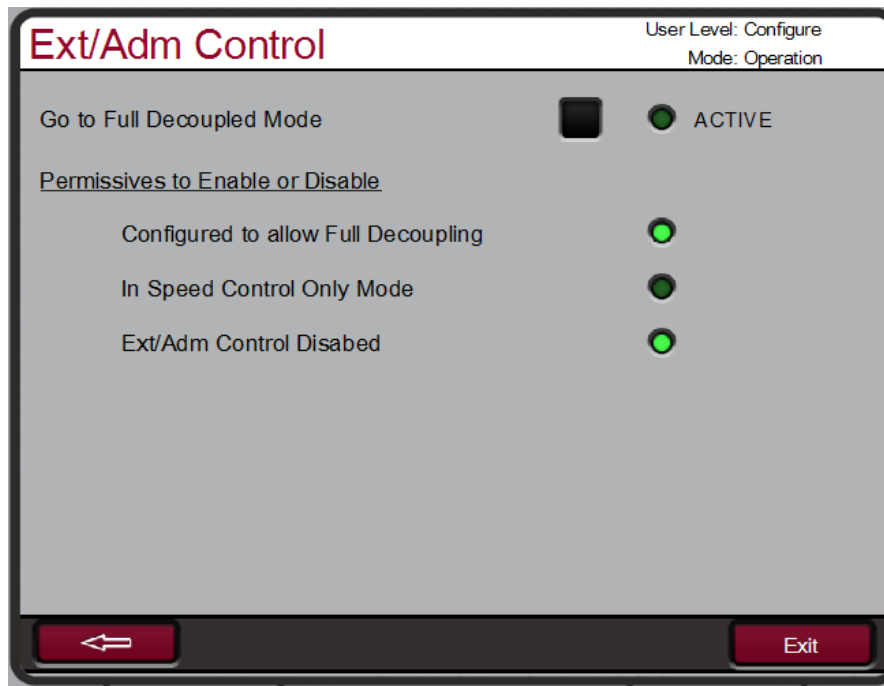 Ext/Adm Control
User Level: Configure
Mode: Operation
Go to Full Decoupled Mode
ACTIVE
Permissives to Enable or Disable
Configured to allow Full Decoupling
In Speed Control Only Mode
Ext/Adm Control Disabed
Exit